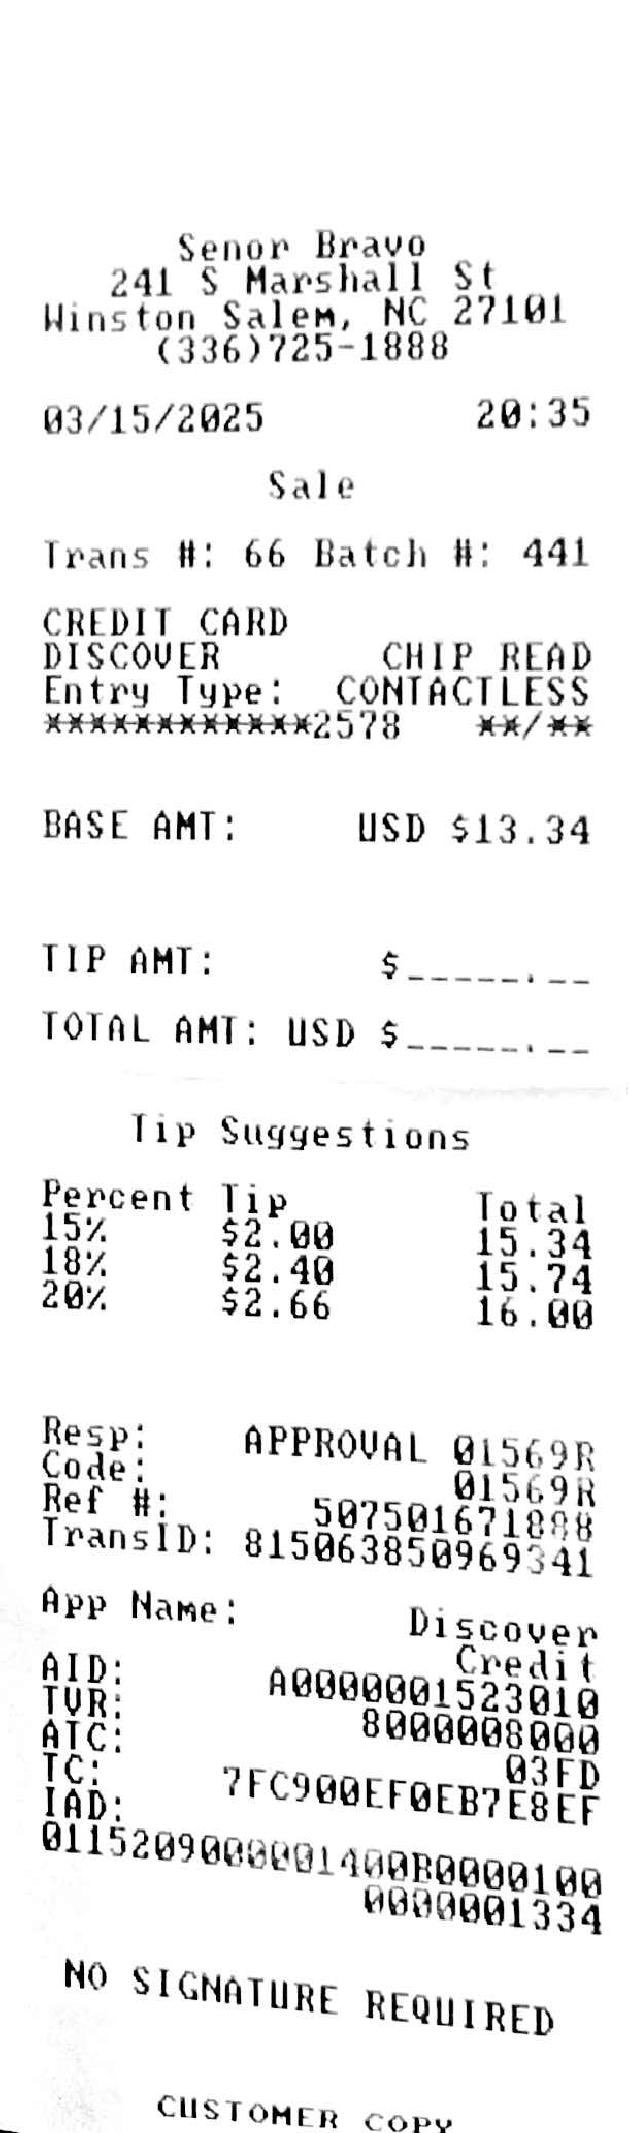 Senor Bravo
241 S Marshall St
Winston Salem, NC 27101
(336)725-1888
03/15/2025 20:35
Sale
Trans #: 66 Batch #: 441
CREDIT CARD
DISCOVER CHIP READ
Entry Type: CONTACTLESS
************2578 **/**
BASE AMT: USD $13.34
TIP AMT: $_____.__
TOTAL AMT: USD $_____.__
Tip Suggestions
Percent Tip Total
15% $2.00 15.34
18% $2.40 15.74
20% $2.66 16.00
Resp: APPROVAL 01569R
Code: 01569R
Ref #: 507501671888
TransID: 815063850969341
App Name: Discover
Credit
AID: A0000001523010
TVR: 8000008000
ATC: 03FD
TC: 7FC900EF0EB7E8EF
IAD:
0115209000001400B0000100
0000001334
NO SIGNATURE REQUIRED
CUSTOMER COPY